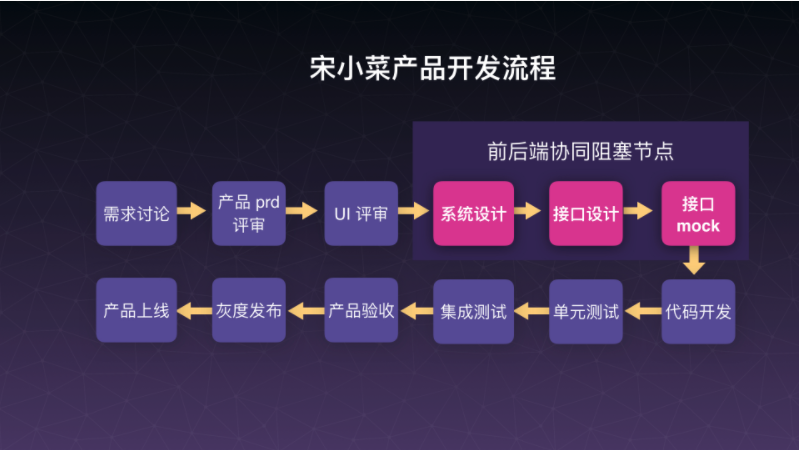 宋小菜产品开发流程
前后端协同阻塞节点
需求讨论
产品 prd
评审
UI 评审
系统设计
接口设计
接口
mock
产品上线
灰度发布
产品验收
集成测试
单元测试
代码开发